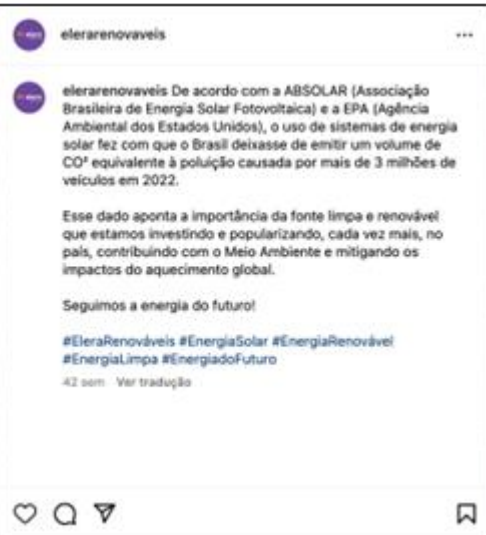 elerarenovaveis
elerarenovaveis De acordo com a ABSOLAR (Associação
Brasileira de Energia Solar Fotovoltaica) e a EPA (Agência
Ambiental dos Estados Unidos), o uso de sistemas de energia
solar fez com que o Brasil deixasse de emitir um volume de
CO² equivalente à poluição causada por mais de 3 milhões de
veículos em 2022.
Esse dado aponta a importância da fonte limpa e renovável
que estamos investindo e popularizando, cada vez mais, no
país, contribuindo com o Meio Ambiente e mitigando os
impactos do aquecimento global.
Seguimos a energia do futuro!
#EleraRenováveis #EnergiaSolar #EnergiaRenovável
#EnergiaLimpa #EnergiadoFuturo
42 sem Ver tradução